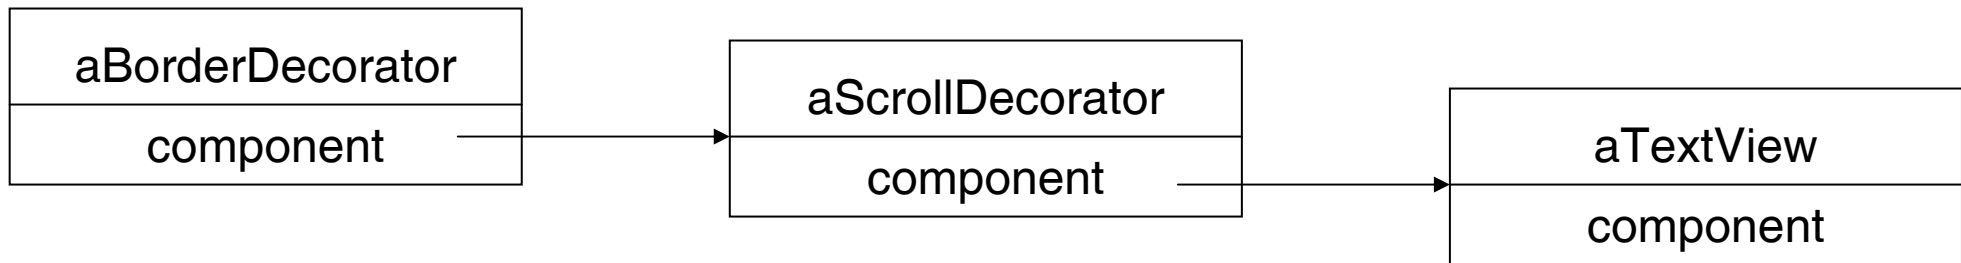 aBorderDecorator
component
aScrollDecorator
component
aTextView
component